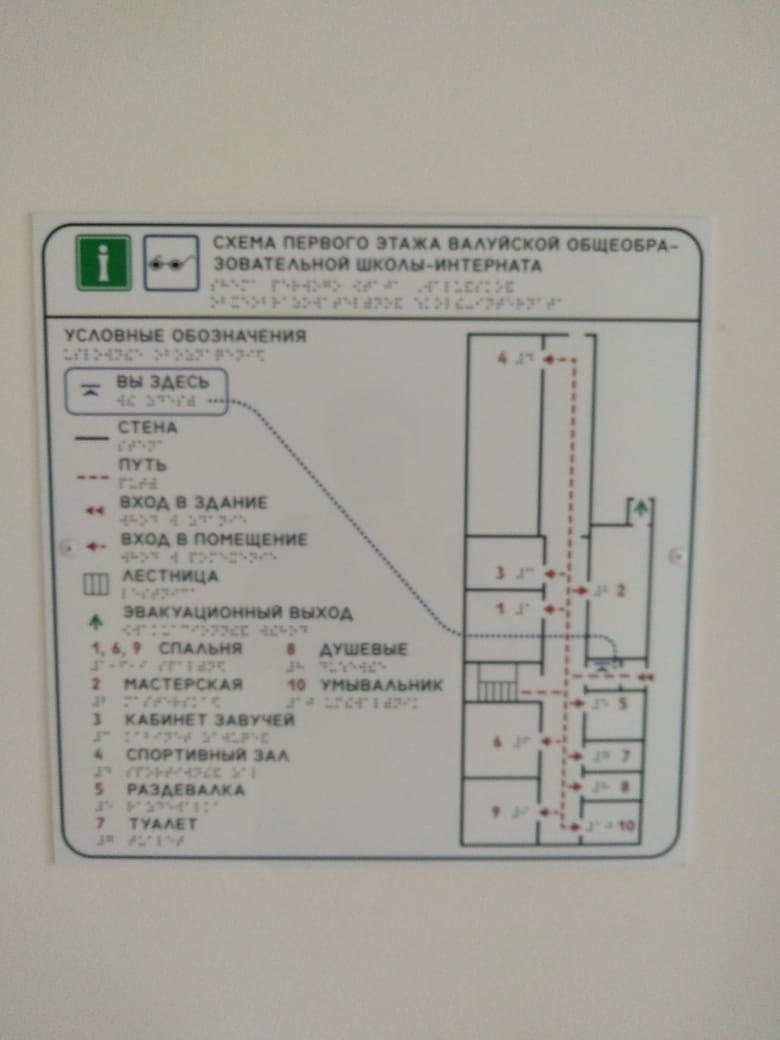 СХЕМА ПЕРВОГО ЭТАЖА ВАЛУЙСКОЙ ОБЩЕОБРА-
ЗОВАТЕЛЬНОЙ ШКОЛЫ-ИНТЕРНАТА
УСЛОВНЫЕ ОБОЗНАЧЕНИЯ
ВЫ ЗДЕСЬ
СТЕНА
ПУТЬ
ВХОД В ЗДАНИЕ
ВХОД В ПОМЕЩЕНИЕ
ЛЕСТНИЦА
ЭВАКУАЦИОННЫЙ ВЫХОД
1, 6, 9 СПАЛЬНЯ
2 МАСТЕРСКАЯ
3 КАБИНЕТ ЗАВУЧЕЙ
4 СПОРТИВНЫЙ ЗАЛ
5 РАЗДЕВАЛКА
7 ТУАЛЕТ
8 ДУШЕВЫЕ
10 УМЫВАЛЬНИК
4
3
2
1
5
6
7
8
9
10